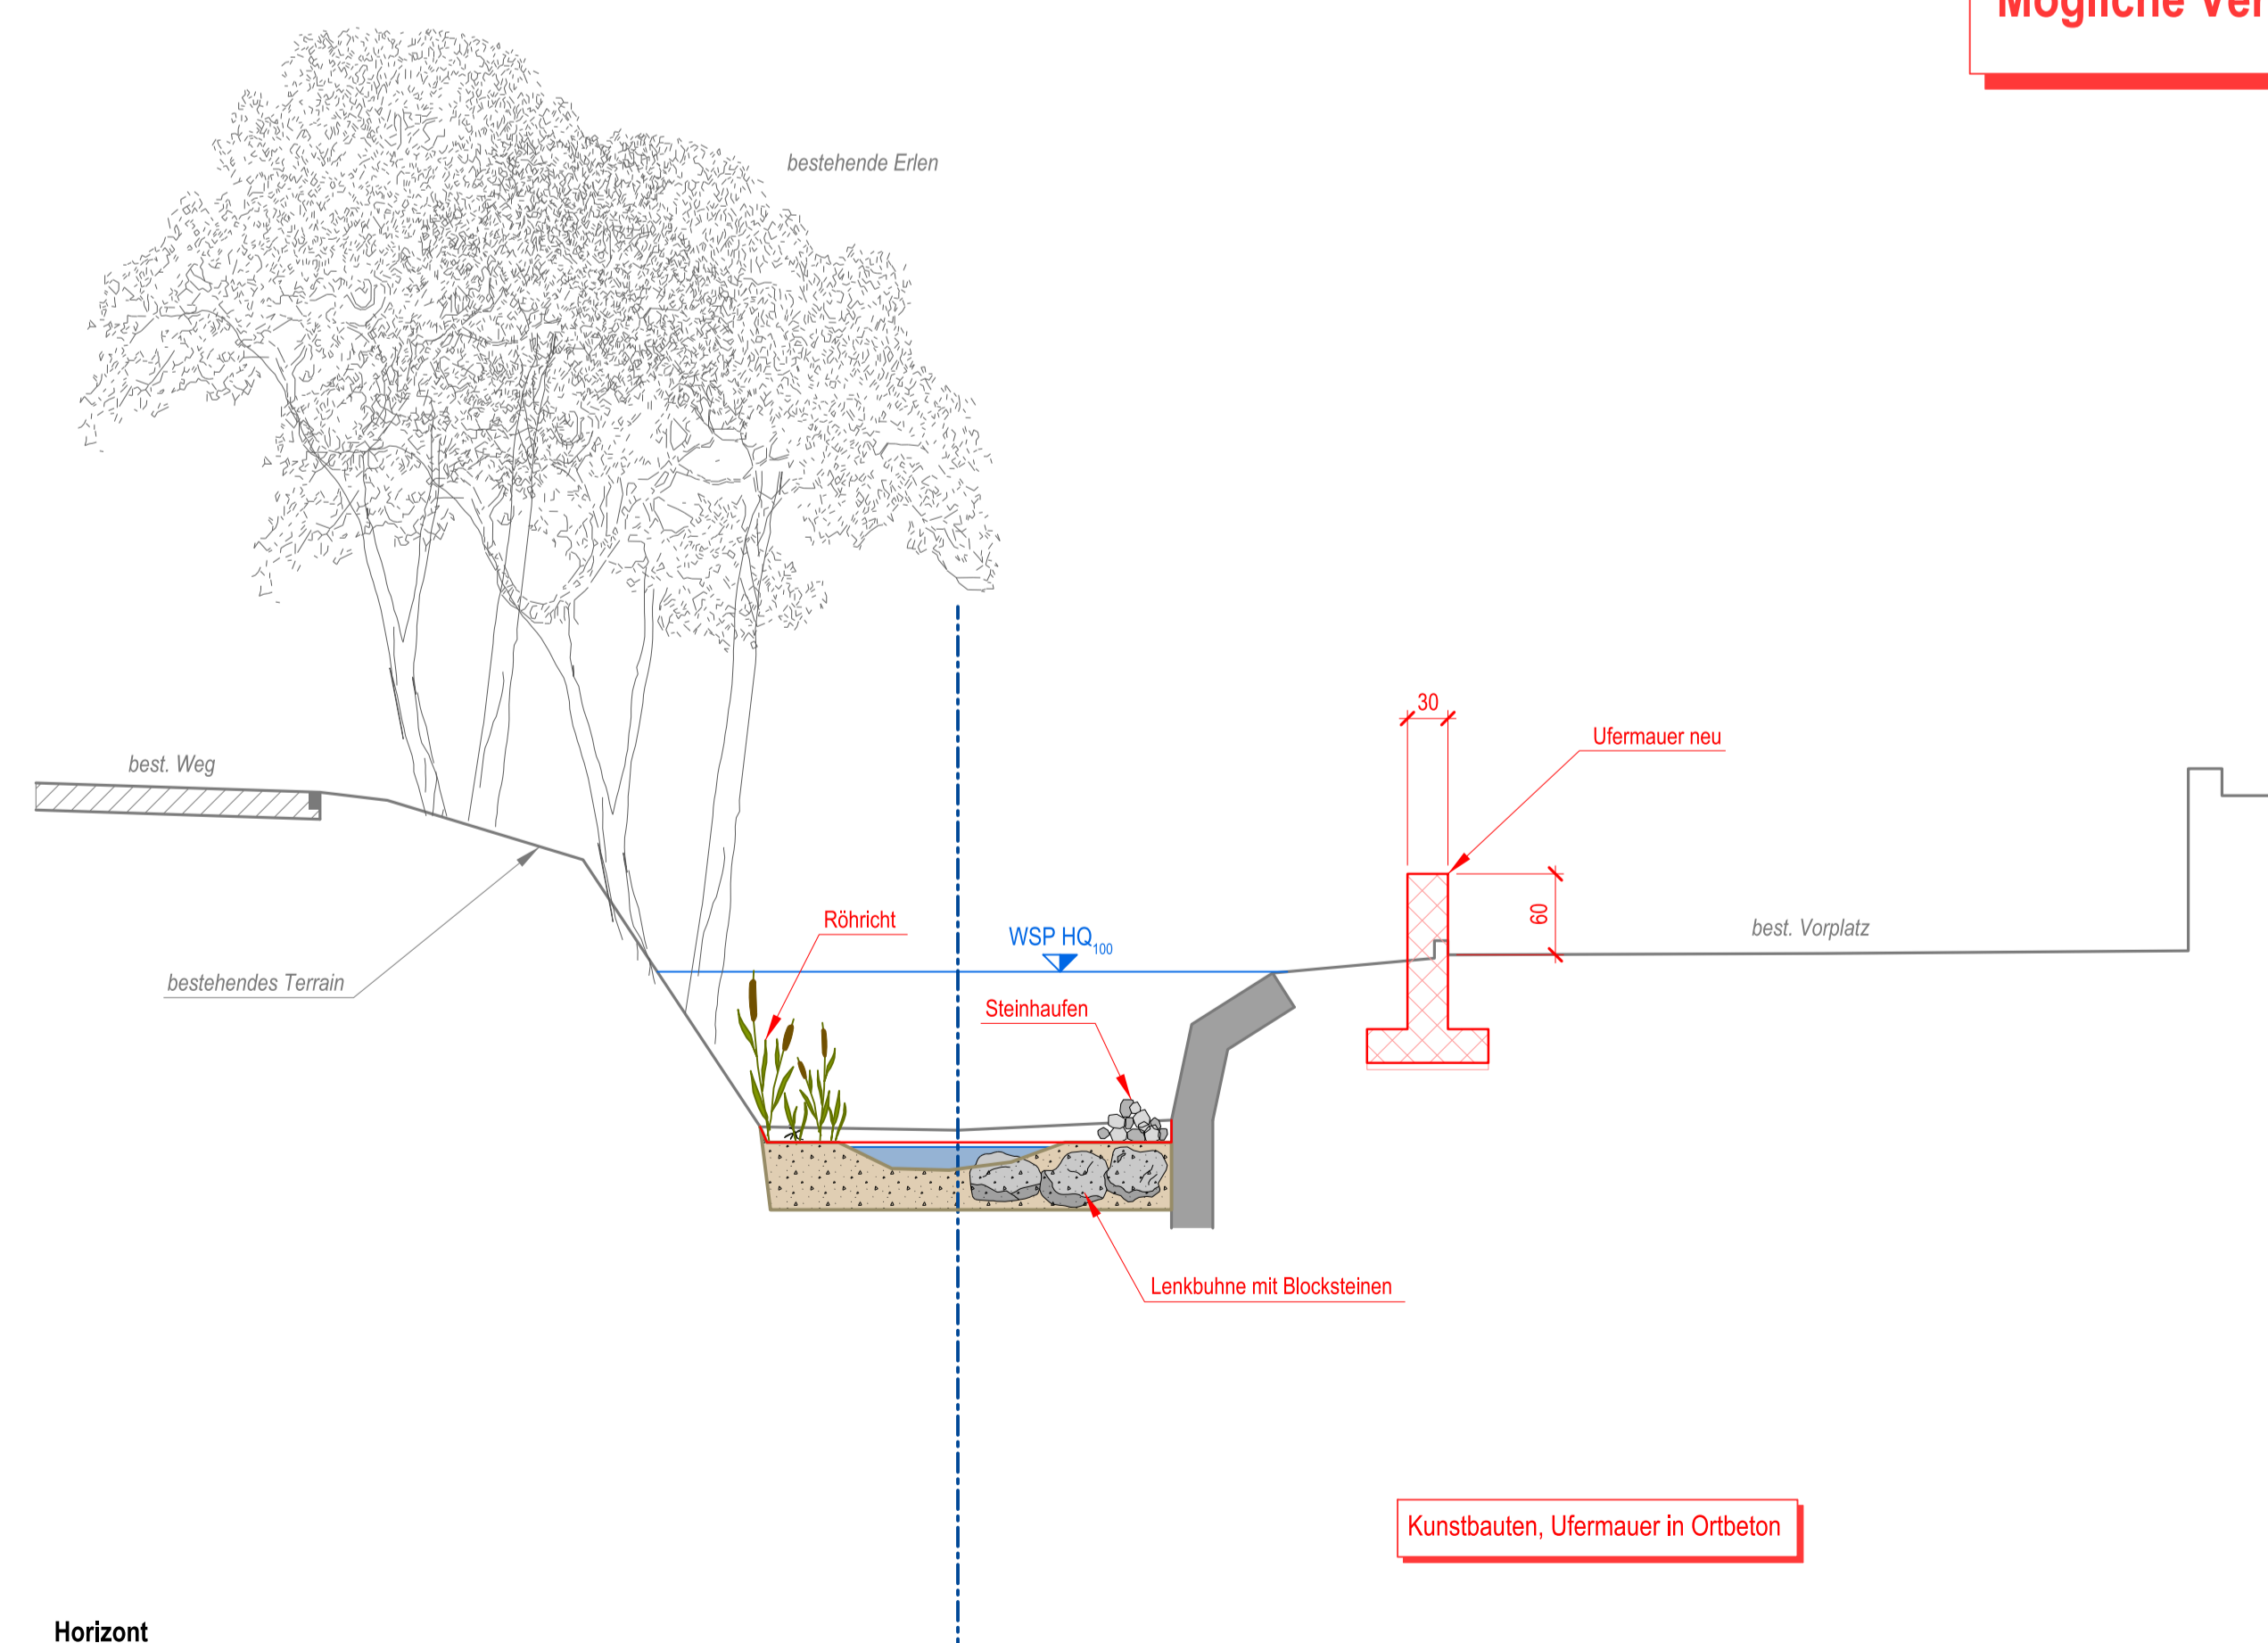 Mögliche
bestehende Erlen
30
Ufermauer neu
best. Weg
60
Röhricht
best. Vorplatz
WSP HQ100
bestehendes Terrain
Steinhaufen
Lenkbuhne mit Blocksteinen
Kunstbauten, Ufermauer in Ortbeton
Horizont